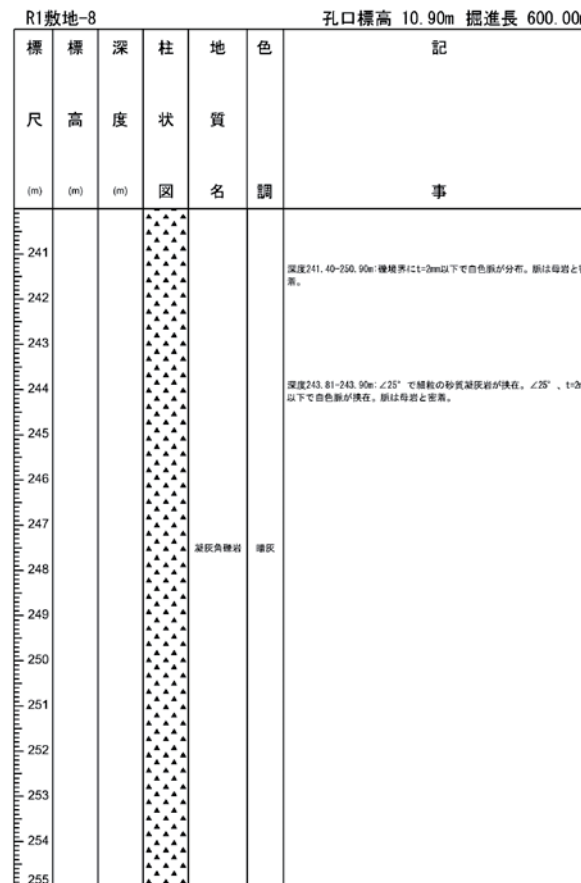 R1敷地-8 孔口標高 10.90m 掘進長 600.00m
標 標 深 柱 地 色 記
尺 高 度 状 質
(m) (m) (m) 図 名 調 事
241
深度241.40-250.90m:礫境界にt=2mm以下で白色脈が分布。脈は母岩と密
着。
242
243
244
深度243.81-243.90m:∠25°で細粒の砂質凝灰岩が挟在。∠25°、t=2m
以下で白色脈が挟在。脈は母岩と密着。
245
246
247
凝灰角礫岩 暗灰
248
249
250
251
252
253
254
255